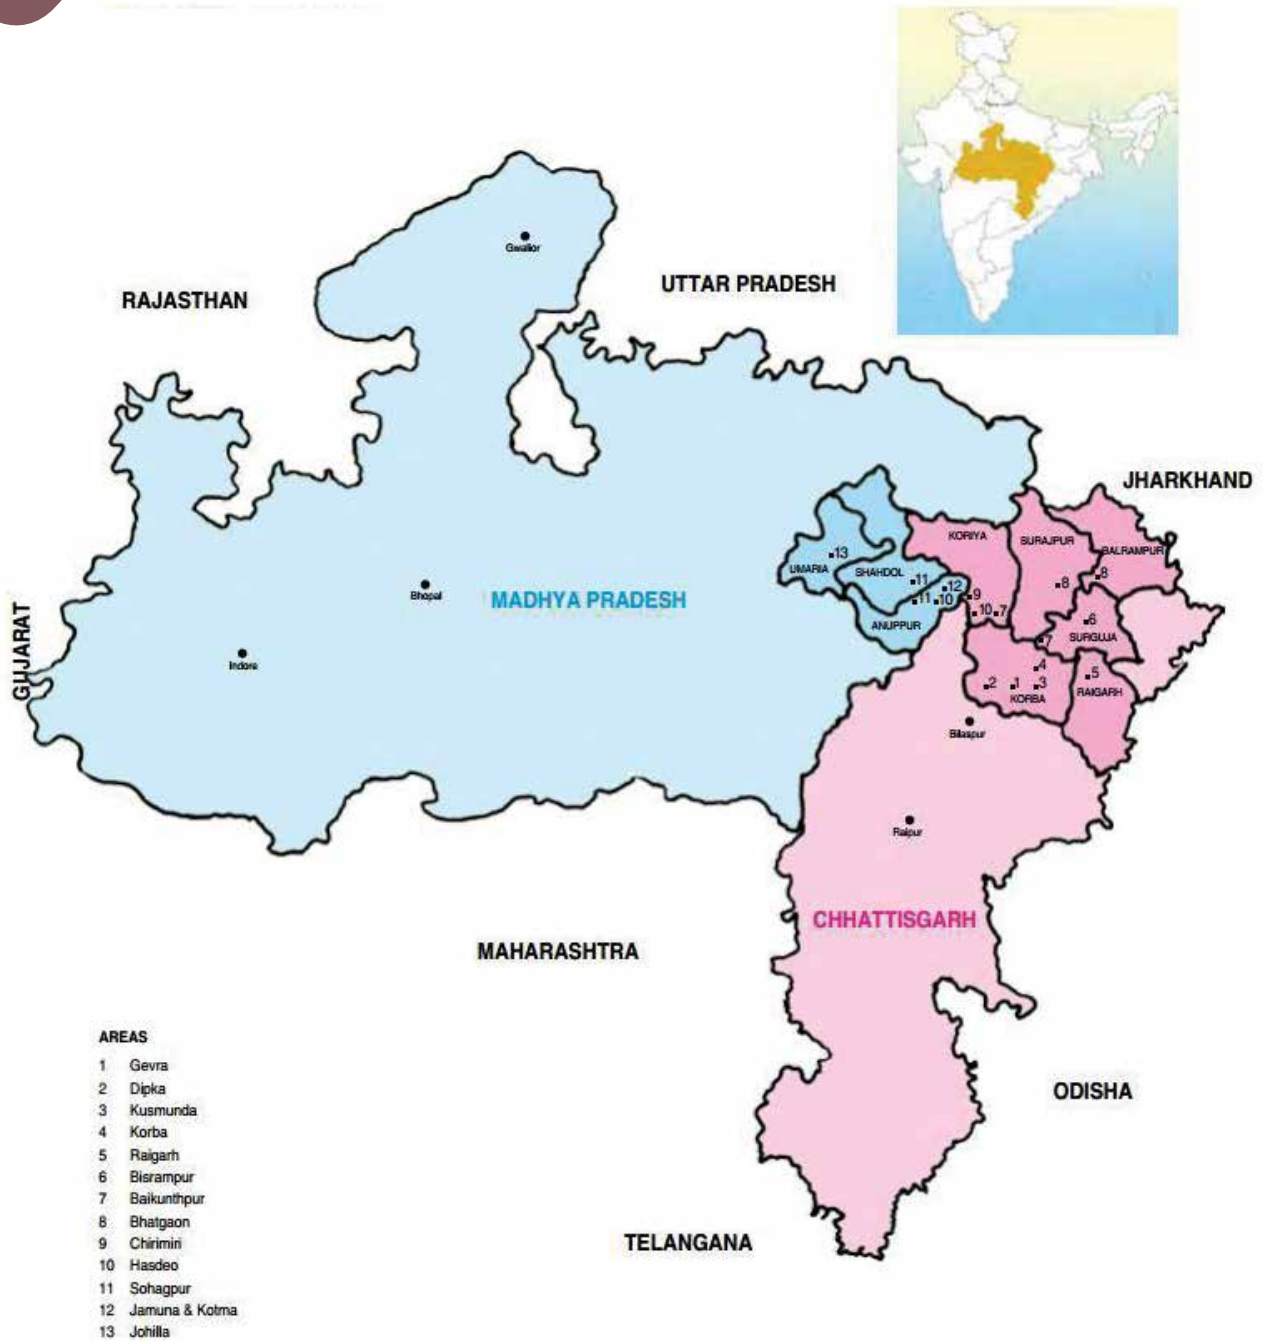 Gwalior
RAJASTHAN
UTTAR PRADESH
JHARKHAND
KORIYA
SURAJPUR
BALRAMPUR
13
UMARIA
SHAHDOL
11
12
8
8
Bhopal
MADHYA PRADESH
11
10
9
10
7
ANUPPUR
6
SURGUJA
7
GUJARAT
Indore
4
5
2
1
3
KORBA
RAIGARH
Bilaspur
Raipur
CHHATTISGARH
MAHARASHTRA
ODISHA
TELANGANA
AREAS
1 Gevra
2 Dipka
3 Kusmunda
4 Korba
5 Raigarh
6 Bisrampur
7 Baikunthpur
8 Bhatgaon
9 Chirimiri
10 Hasdeo
11 Sohagpur
12 Jamuna & Kotma
13 Johilla